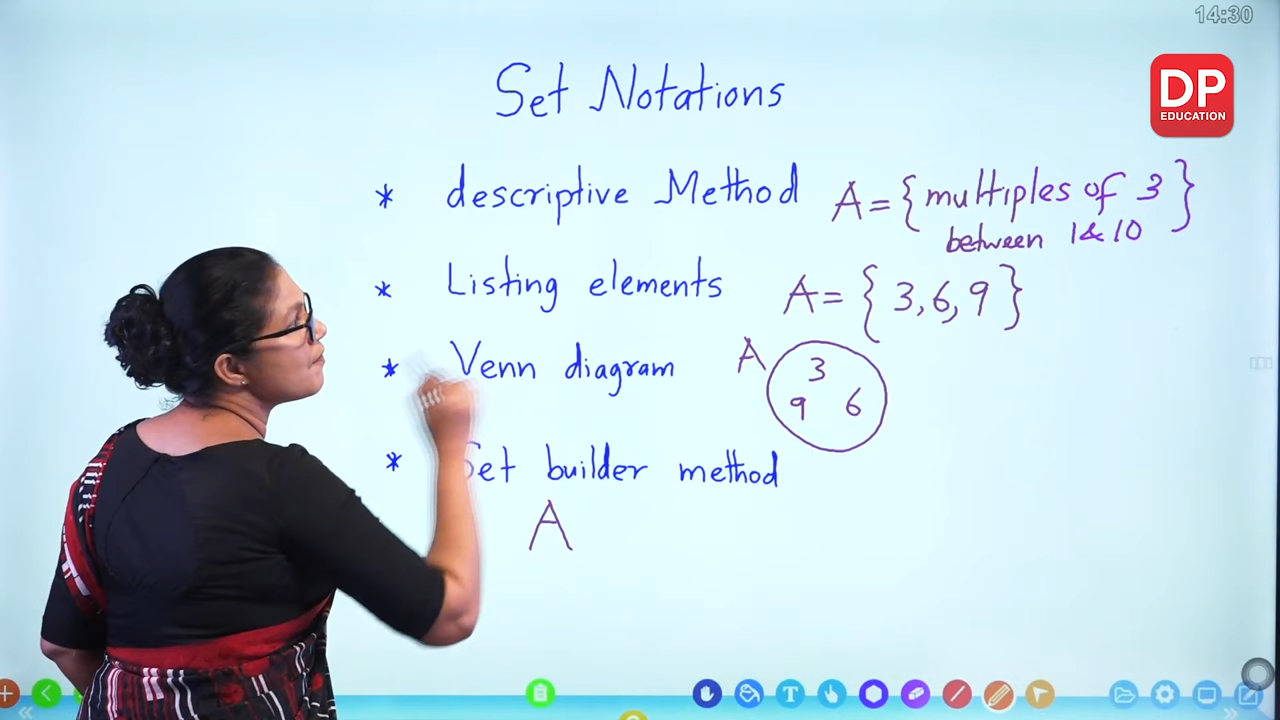 14:30
DP
EDUCATION
Set Notations
* descriptive Method A = { multiples of 3 }
between 1 & 10
* Listing elements A = { 3, 6, 9 }
* Venn diagram A 3
9 6
* Set builder method
A